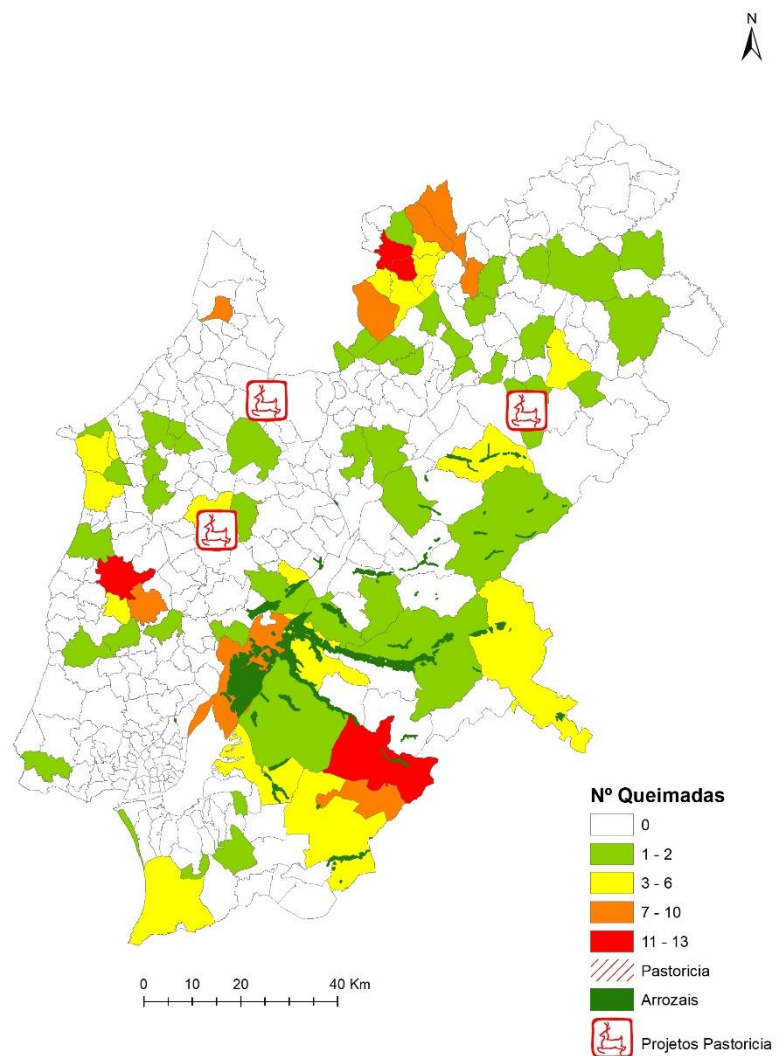 N
Nº Queimadas
0
1 - 2
3 - 6
7 - 10
11 - 13
Pastoricia
Arrozais
Projetos Pastoricia
0 20 40 Km